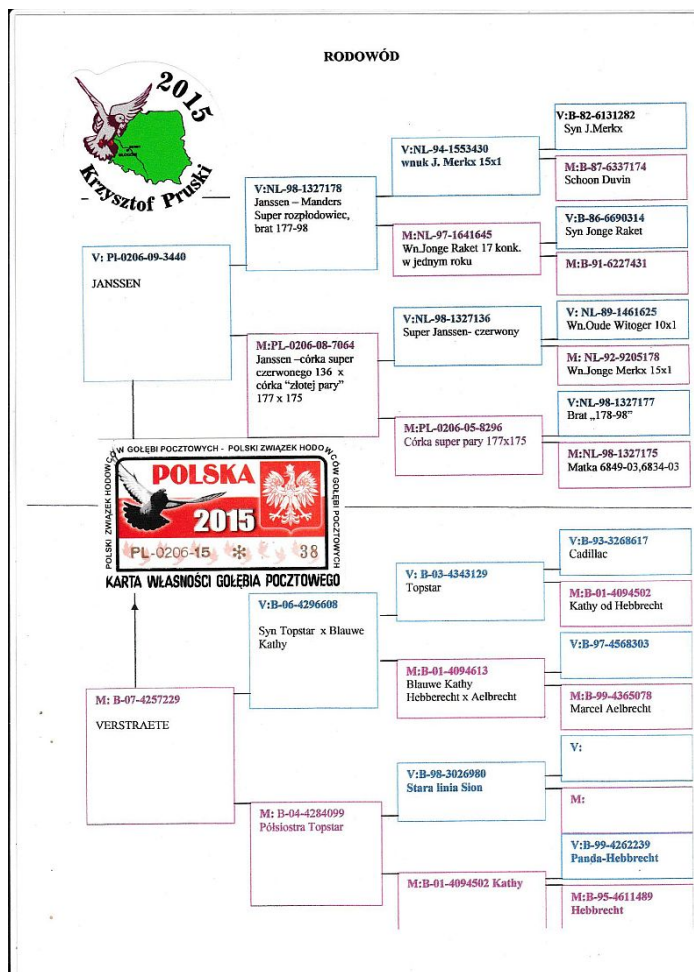 RODOWÓD
2015
Krzysztof Pruski
V: Pl-0206-09-3440
JANSSEN
V:NL-98-1327178
Janssen – Manders
Super rozpłodowiec,
brat 177-98
M:PL-0206-08-7064
Janssen –córka super
czerwonego 136 x
córka "złotej pary"
177 x 175
V:NL-94-1553430
wnuk J. Merkx 15x1
M:NL-97-1641645
Wn.Jonge Raket 17 konk.
w jednym roku
V:NL-98-1327136
Super Janssen- czerwony
M:PL-0206-05-8296
Córka super pary 177x175
V:B-82-6131282
Syn J.Merkx
M:B-87-6337174
Schoon Duvin
V:B-86-6690314
Syn Jonge Raket
M:B-91-6227431
V: NL-89-1461625
Wn.Oude Witoger 10x1
M: NL-92-9205178
Wn.Jonge Merkx 15x1
V:NL-98-1327177
Brat „178-98”
M:NL-98-1327175
Matka 6849-03,6834-03
POLSKI ZWIĄZEK HODOWCÓW GOŁĘBI POCZTOWYCH - POLSKI ZWIĄZEK HODOWCÓW GOŁĘBI POCZTOWYCH
POLSKA
2015
PL-0206-15 * 38
KARTA WŁASNOŚCI GOŁĘBIA POCZTOWEGO
M: B-07-4257229
VERSTRAETE
V:B-06-4296608
Syn Topstar x Blauwe
Kathy
M: B-04-4284099
Półsiostra Topstar
V: B-03-4343129
Topstar
M:B-01-4094613
Blauwe Kathy
Hebberecht x Aelbrecht
V:B-98-3026980
Stara linia Sion
M:B-01-4094502 Kathy
V:B-93-3268617
Cadillac
M:B-01-4094502
Kathy od Hebbrecht
V:B-97-4568303
M:B-99-4365078
Marcel Aelbrecht
V:
M:
V:B-99-4262239
Panda-Hebbrecht
M:B-95-4611489
Hebbrecht